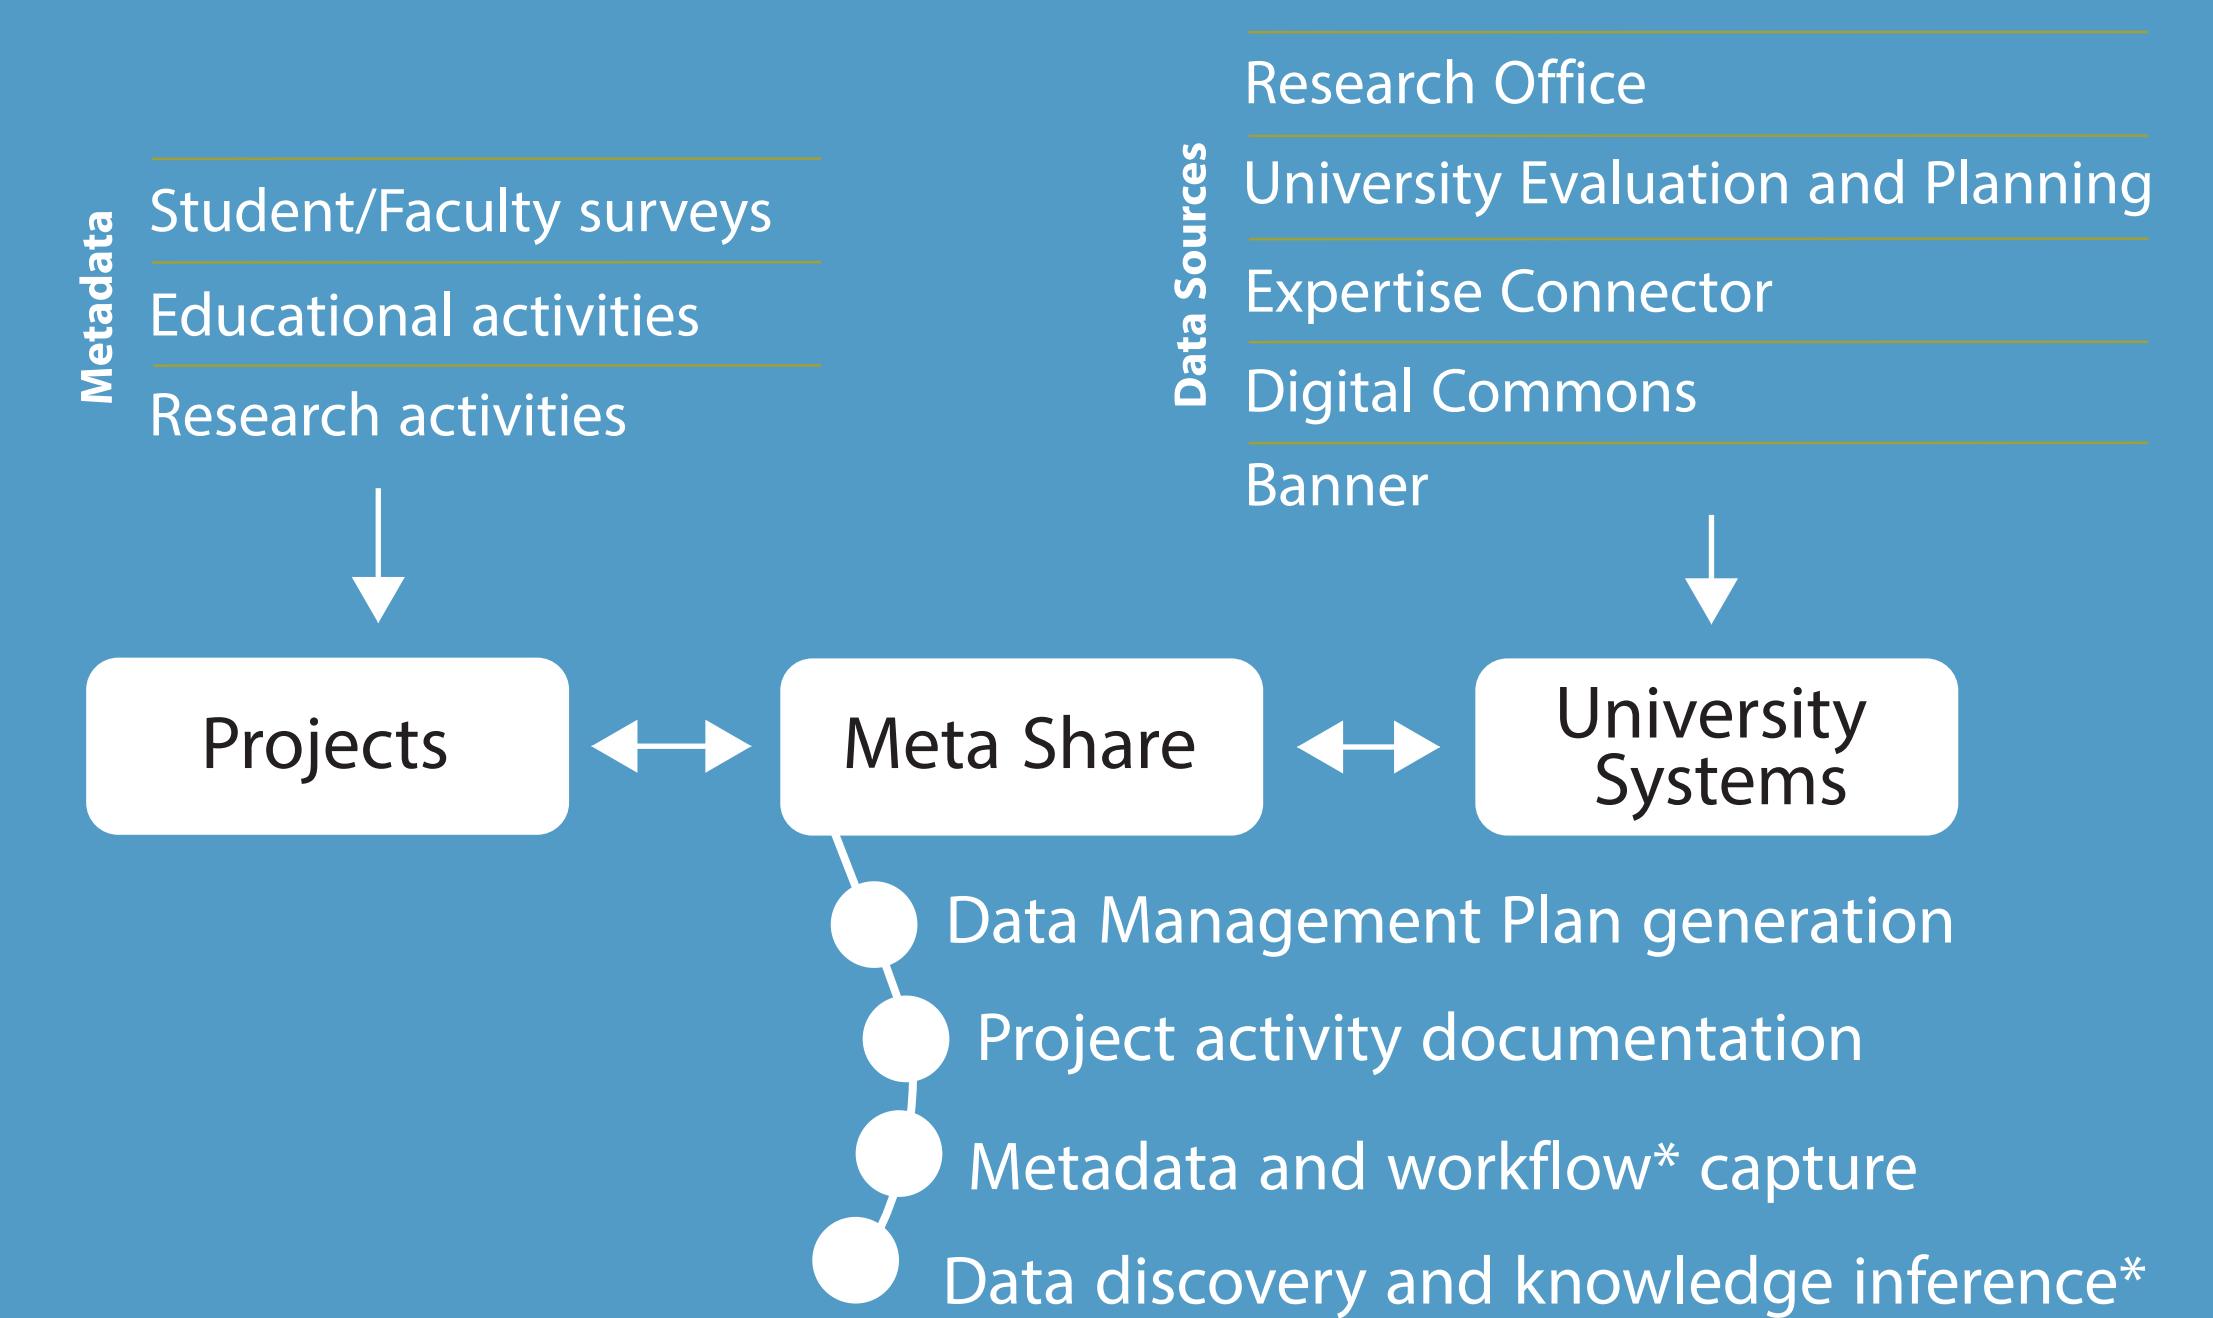 Metadata
Student/Faculty surveys
Educational activities
Research activities
Data Sources
Research Office
University Evaluation and Planning
Expertise Connector
Digital Commons
Banner
Projects
Meta Share
University
Systems
Data Management Plan generation
Project activity documentation
Metadata and workflow* capture
Data discovery and knowledge inference*